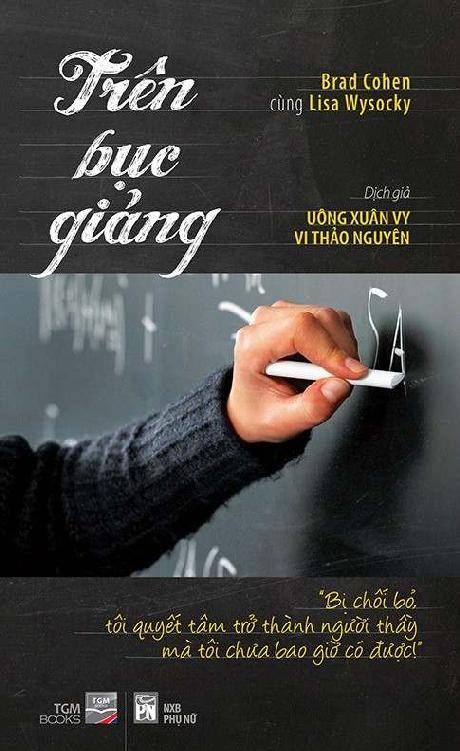 Trên
bục
giảng
Brad Cohen
cùng Lisa Wysocky
Dịch giả
UÔNG XUÂN VY
VI THẢO NGUYÊN
"Bị chối bỏ,
tôi quyết tâm trở thành người thầy
mà tôi chưa bao giờ có được!"
TGM
BOOKS
TGM
BOOKS
PN
NXB
PHỤ NỮ